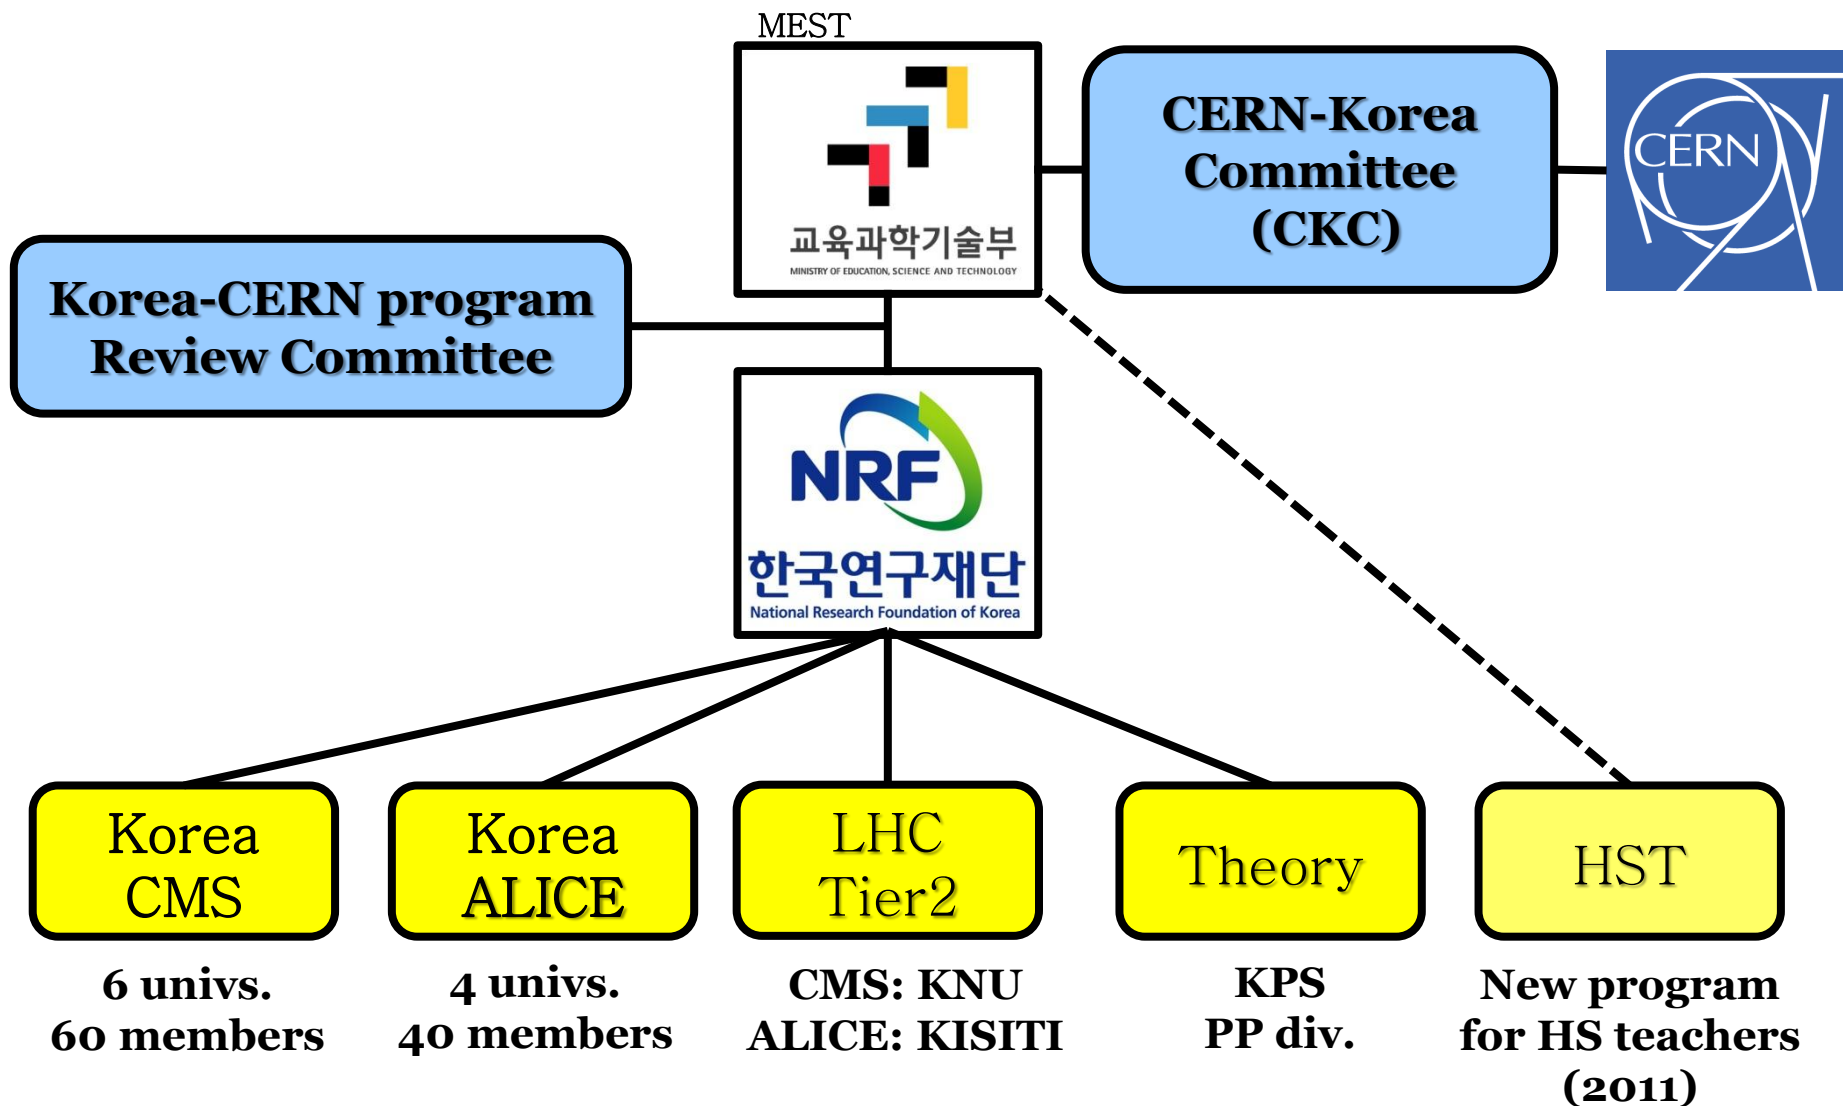 MEST
교육과학기술부
MINISTRY OF EDUCATION, SCIENCE AND TECHNOLOGY
CERN-Korea
Committee
(CKC)
CERN
Korea-CERN program
Review Committee
NRF
한국연구재단
National Research Foundation of Korea
Korea
CMS
6 univs.
60 members
Korea
ALICE
4 univs.
40 members
LHC
Tier2
CMS: KNU
ALICE: KISITI
Theory
KPS
PP div.
HST
New program
for HS teachers
(2011)